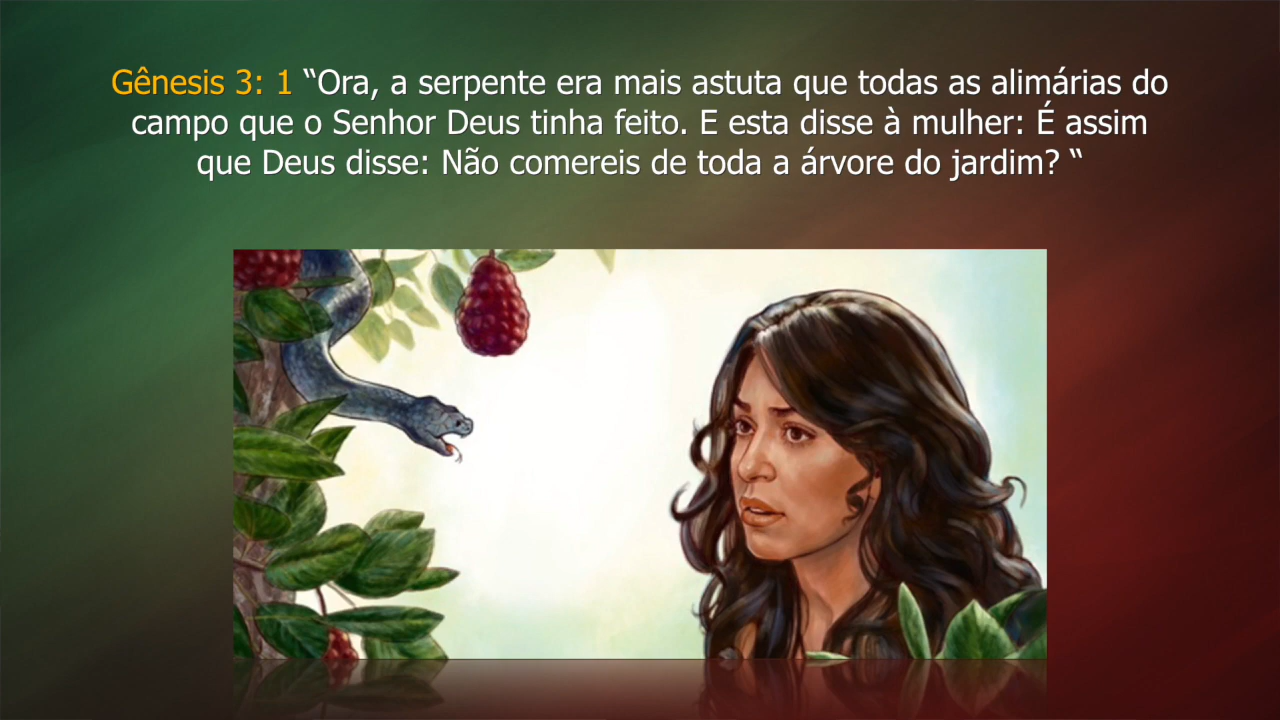 Gênesis 3: 1 “Ora, a serpente era mais astuta que todas as alimárias do
campo que o Senhor Deus tinha feito. E esta disse à mulher: É assim
que Deus disse: Não comereis de toda a árvore do jardim? “